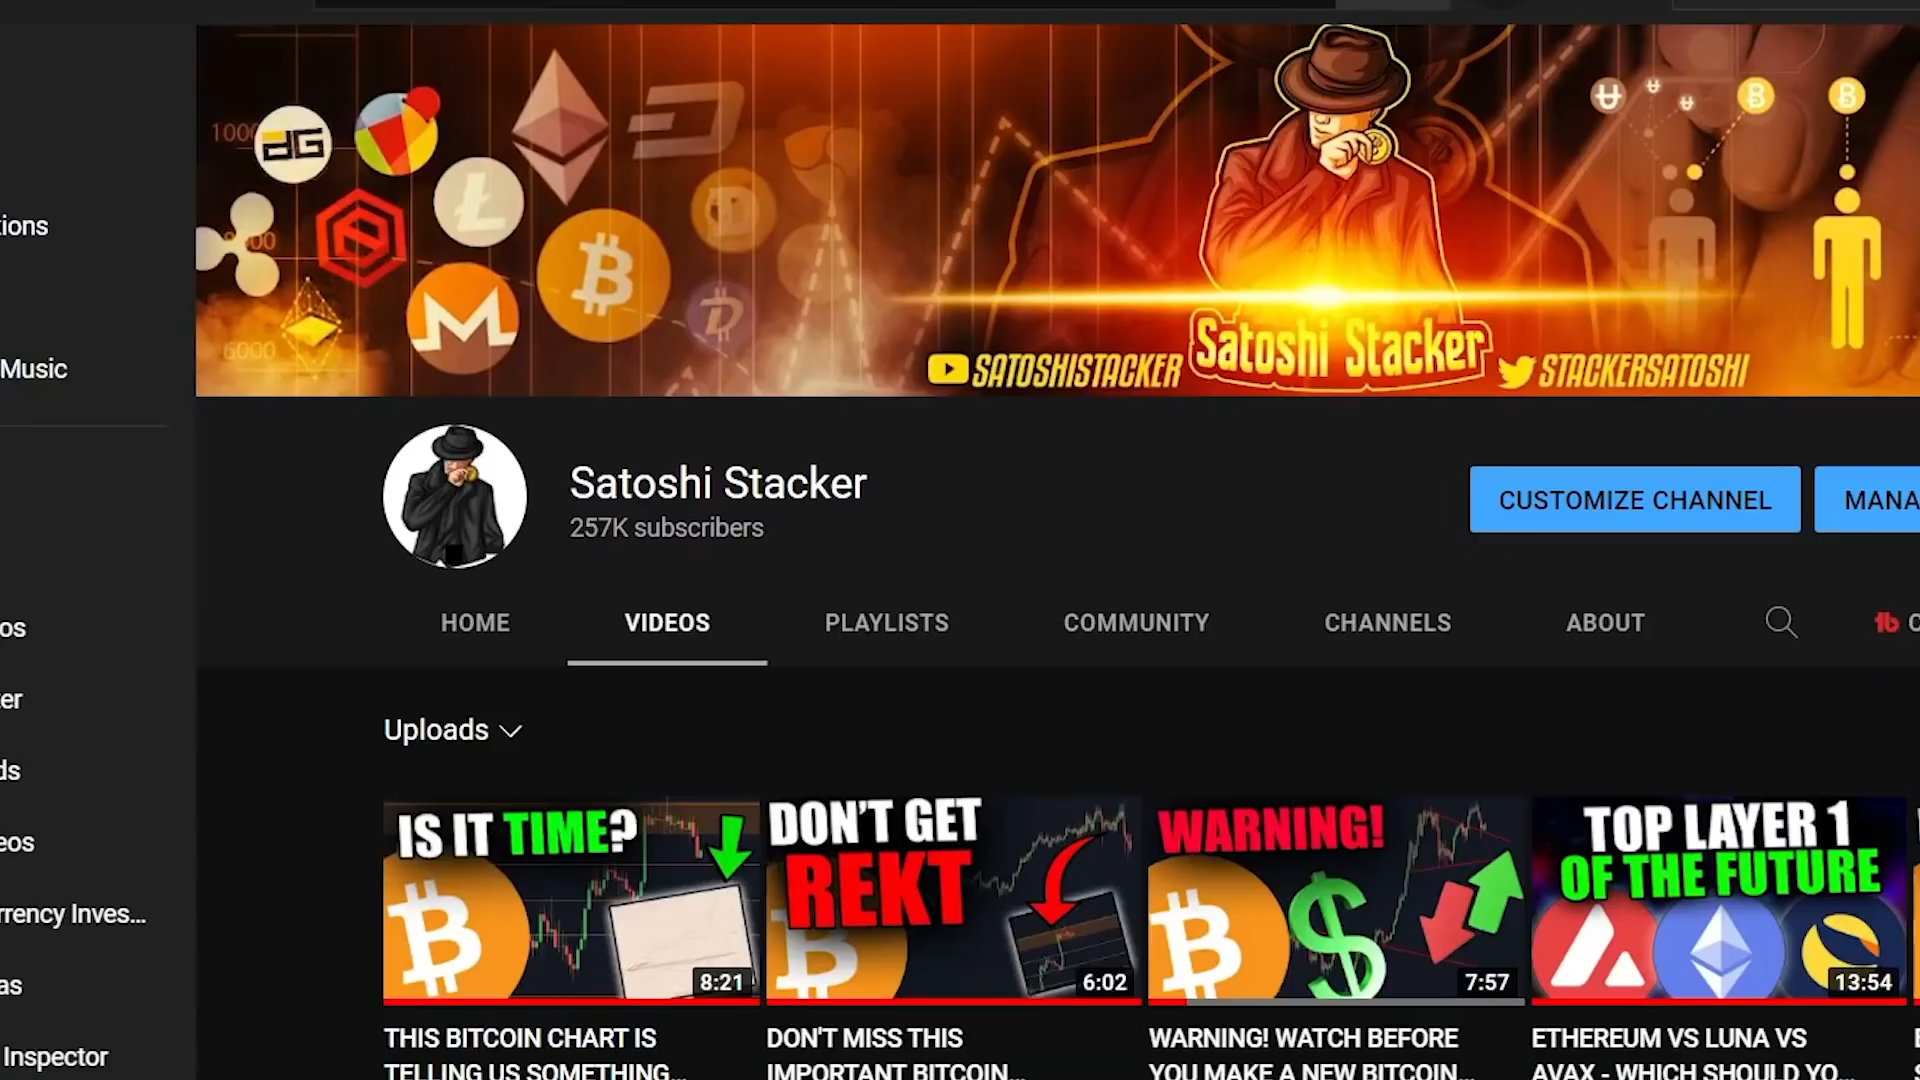 1000
ions
Music
SATOSHISTACKER
Satoshi Stacker
STACKERSATOSHI
6000
Satoshi Stacker
257K subscribers
CUSTOMIZE CHANNEL
MANA
HOME
VIDEOS
PLAYLISTS
COMMUNITY
CHANNELS
ABOUT
os
er
ds
eos
rrency Inves...
as
Inspector
Uploads
IS IT TIME?
8:21
DON'T GET
REKT
6:02
WARNING!
7:57
TOP LAYER 1
OF THE FUTURE
13:54
THIS BITCOIN CHART IS
TELLING US SOMETHING...
DON'T MISS THIS
IMPORTANT BITCOIN...
WARNING! WATCH BEFORE
YOU MAKE A NEW BITCOIN...
ETHEREUM VS LUNA VS
AVAX - WHICH SHOULD YO...